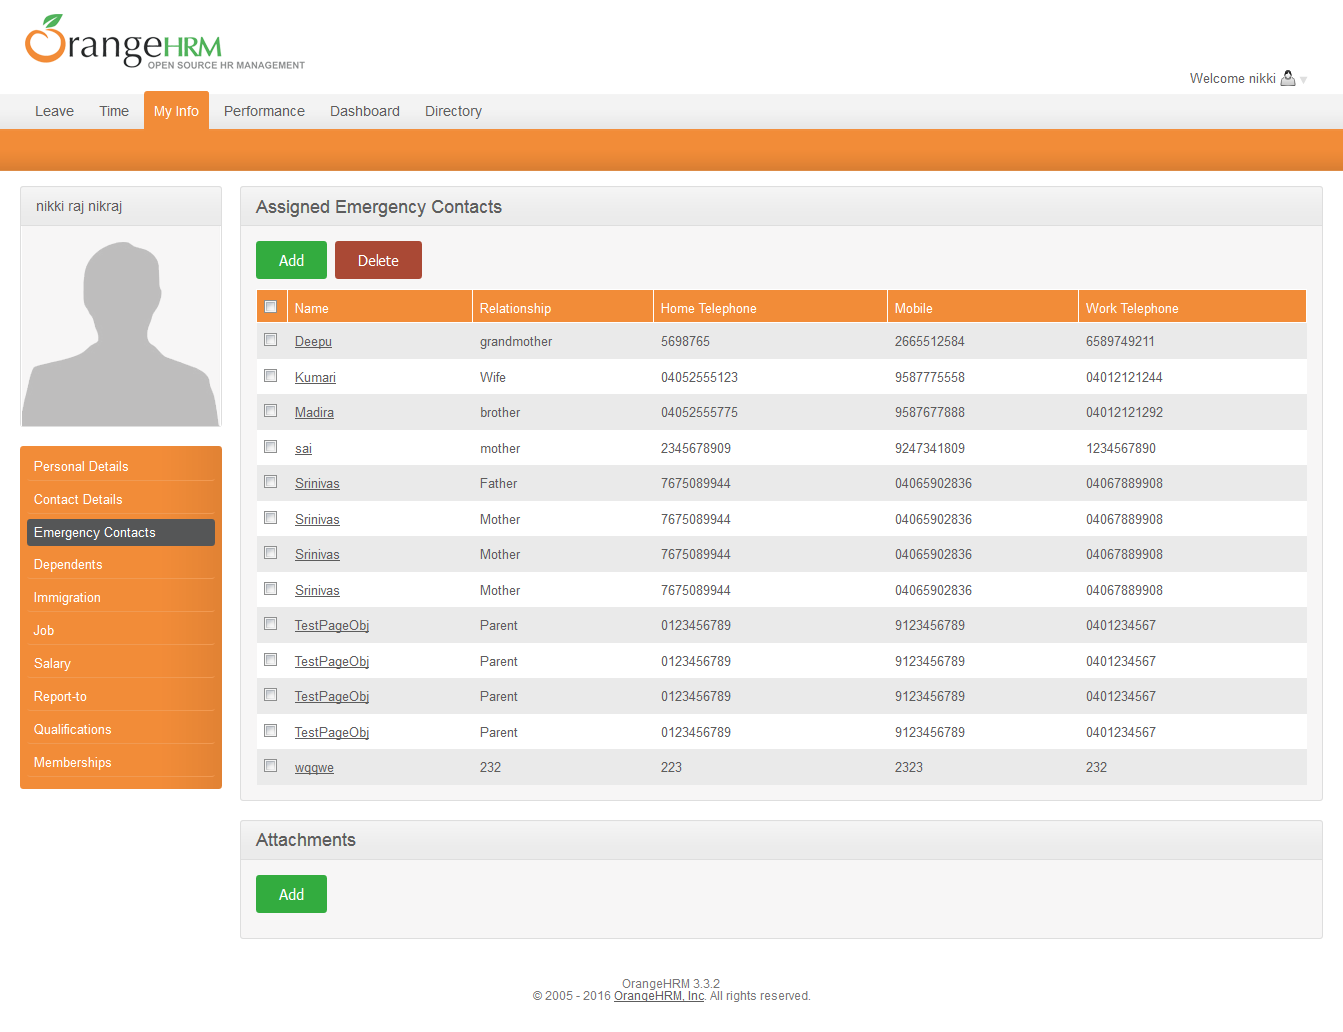 OrangeHRM
OPEN SOURCE HR MANAGEMENT
Welcome nikki
Leave Time My Info Performance Dashboard Directory
nikki raj nikraj
Personal Details
Contact Details
Emergency Contacts
Dependents
Immigration
Job
Salary
Report-to
Qualifications
Memberships
Assigned Emergency Contacts
Add Delete
Name Relationship Home Telephone Mobile Work Telephone
Deepu grandmother 5698765 2665512584 6589749211
Kumari Wife 04052555123 9587775558 04012121244
Madira brother 04052555775 9587677888 04012121292
sai mother 2345678909 9247341809 1234567890
Srinivas Father 7675089944 04065902836 04067889908
Srinivas Mother 7675089944 04065902836 04067889908
Srinivas Mother 7675089944 04065902836 04067889908
Srinivas Mother 7675089944 04065902836 04067889908
TestPageObj Parent 0123456789 9123456789 0401234567
TestPageObj Parent 0123456789 9123456789 0401234567
TestPageObj Parent 0123456789 9123456789 0401234567
TestPageObj Parent 0123456789 9123456789 0401234567
wqqwe 232 223 2323 232
Attachments
Add
OrangeHRM 3.3.2
© 2005 - 2016 OrangeHRM, Inc. All rights reserved.